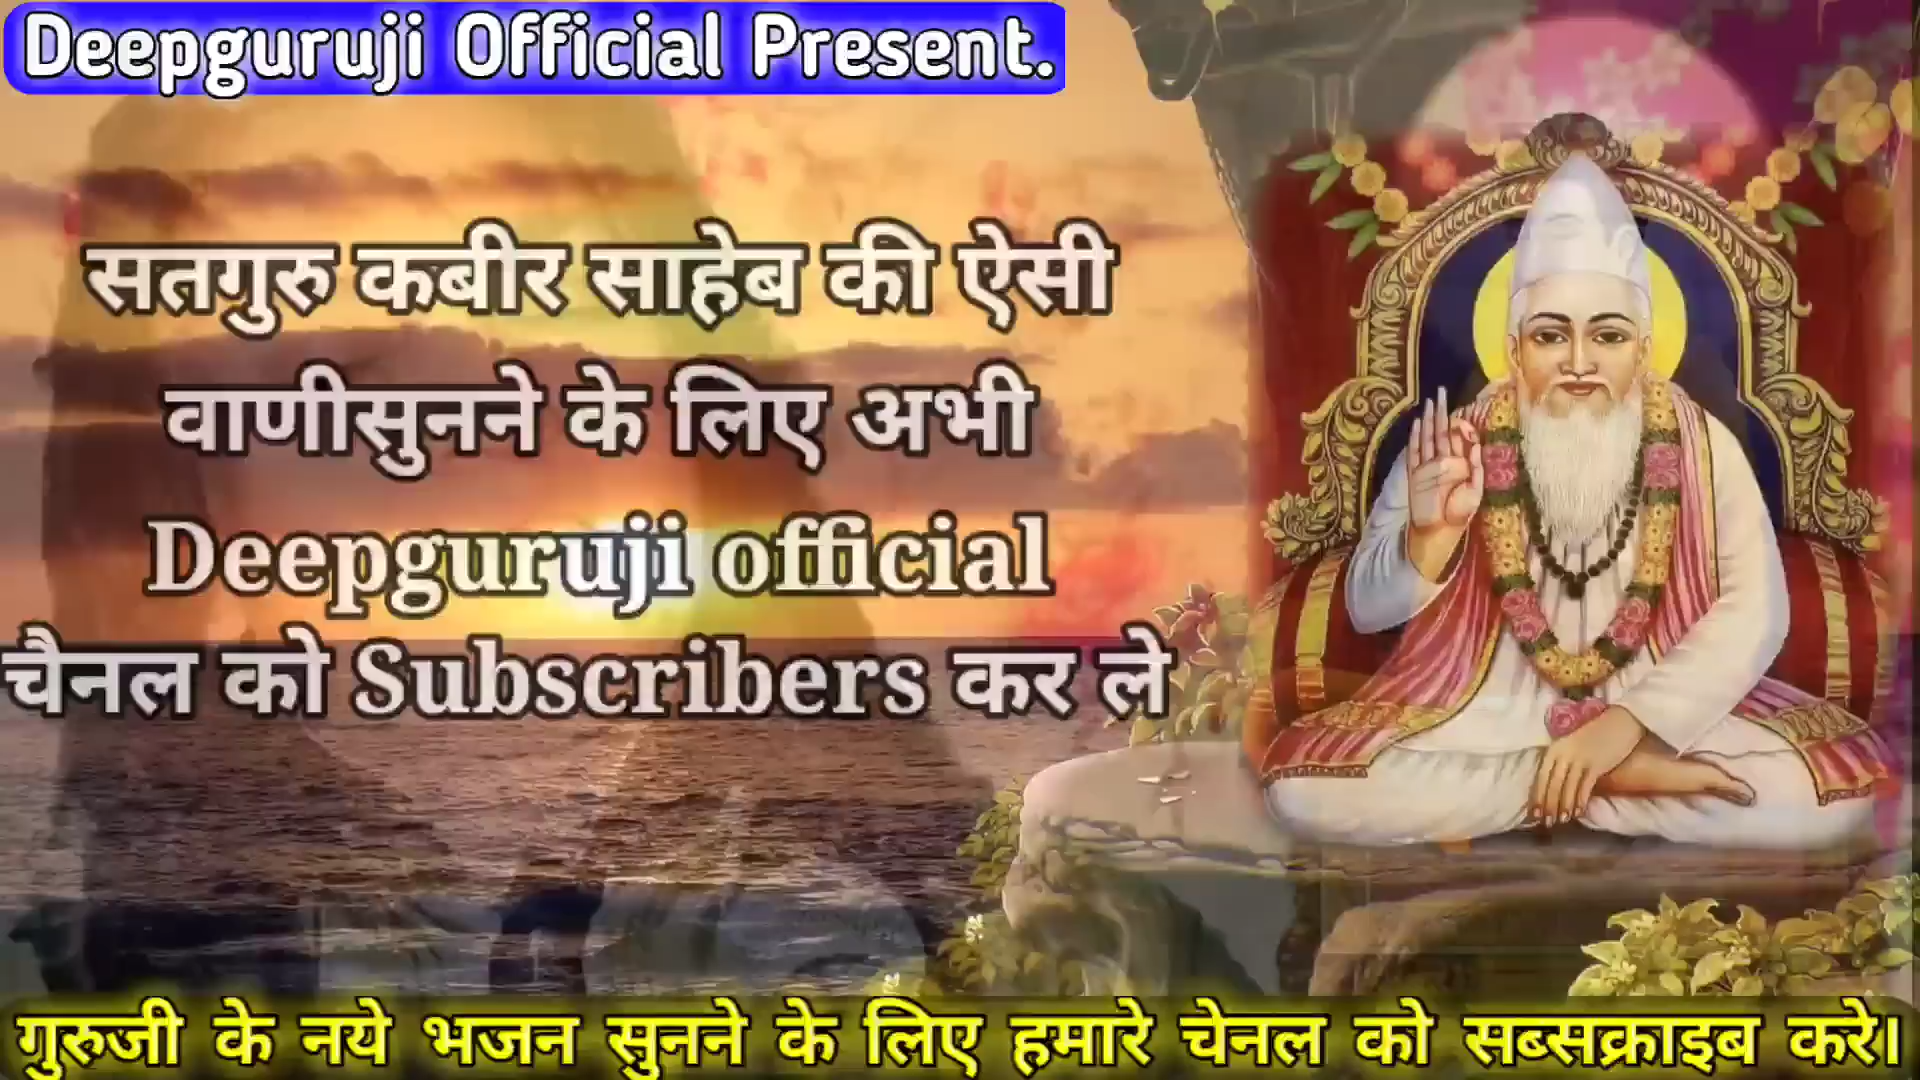 Deepguruji Official Present.
सतगुरु कबीर साहेब की ऐसी
वाणीसुनने के लिए अभी
Deepguruji official
चैनल को Subscribers कर ले
गुरुजी के नये भजन सुनने के लिए हमारे चेनल को सब्सक्राइब करे।